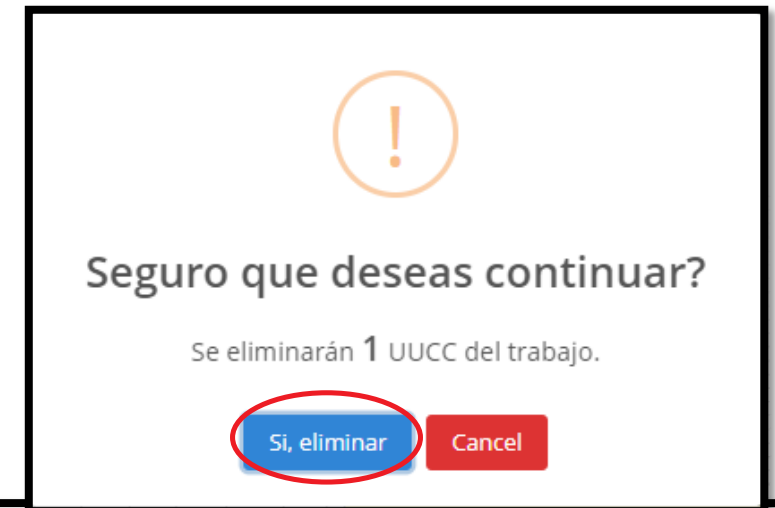 !
Seguro que deseas continuar?
Se eliminarán 1 UUCC del trabajo.
Si, eliminar Cancel